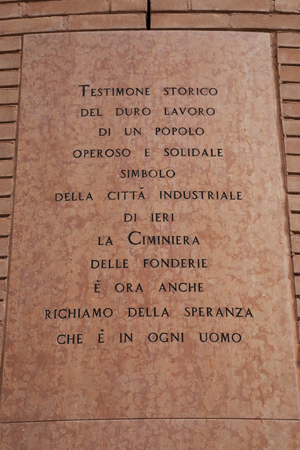 Testimone storico
del duro lavoro
di un popolo
operoso e solidale
simbolo
della città industriale
di ieri
la Ciminiera
delle fonderie
è ora anche
richiamo della speranza
che è in ogni uomo